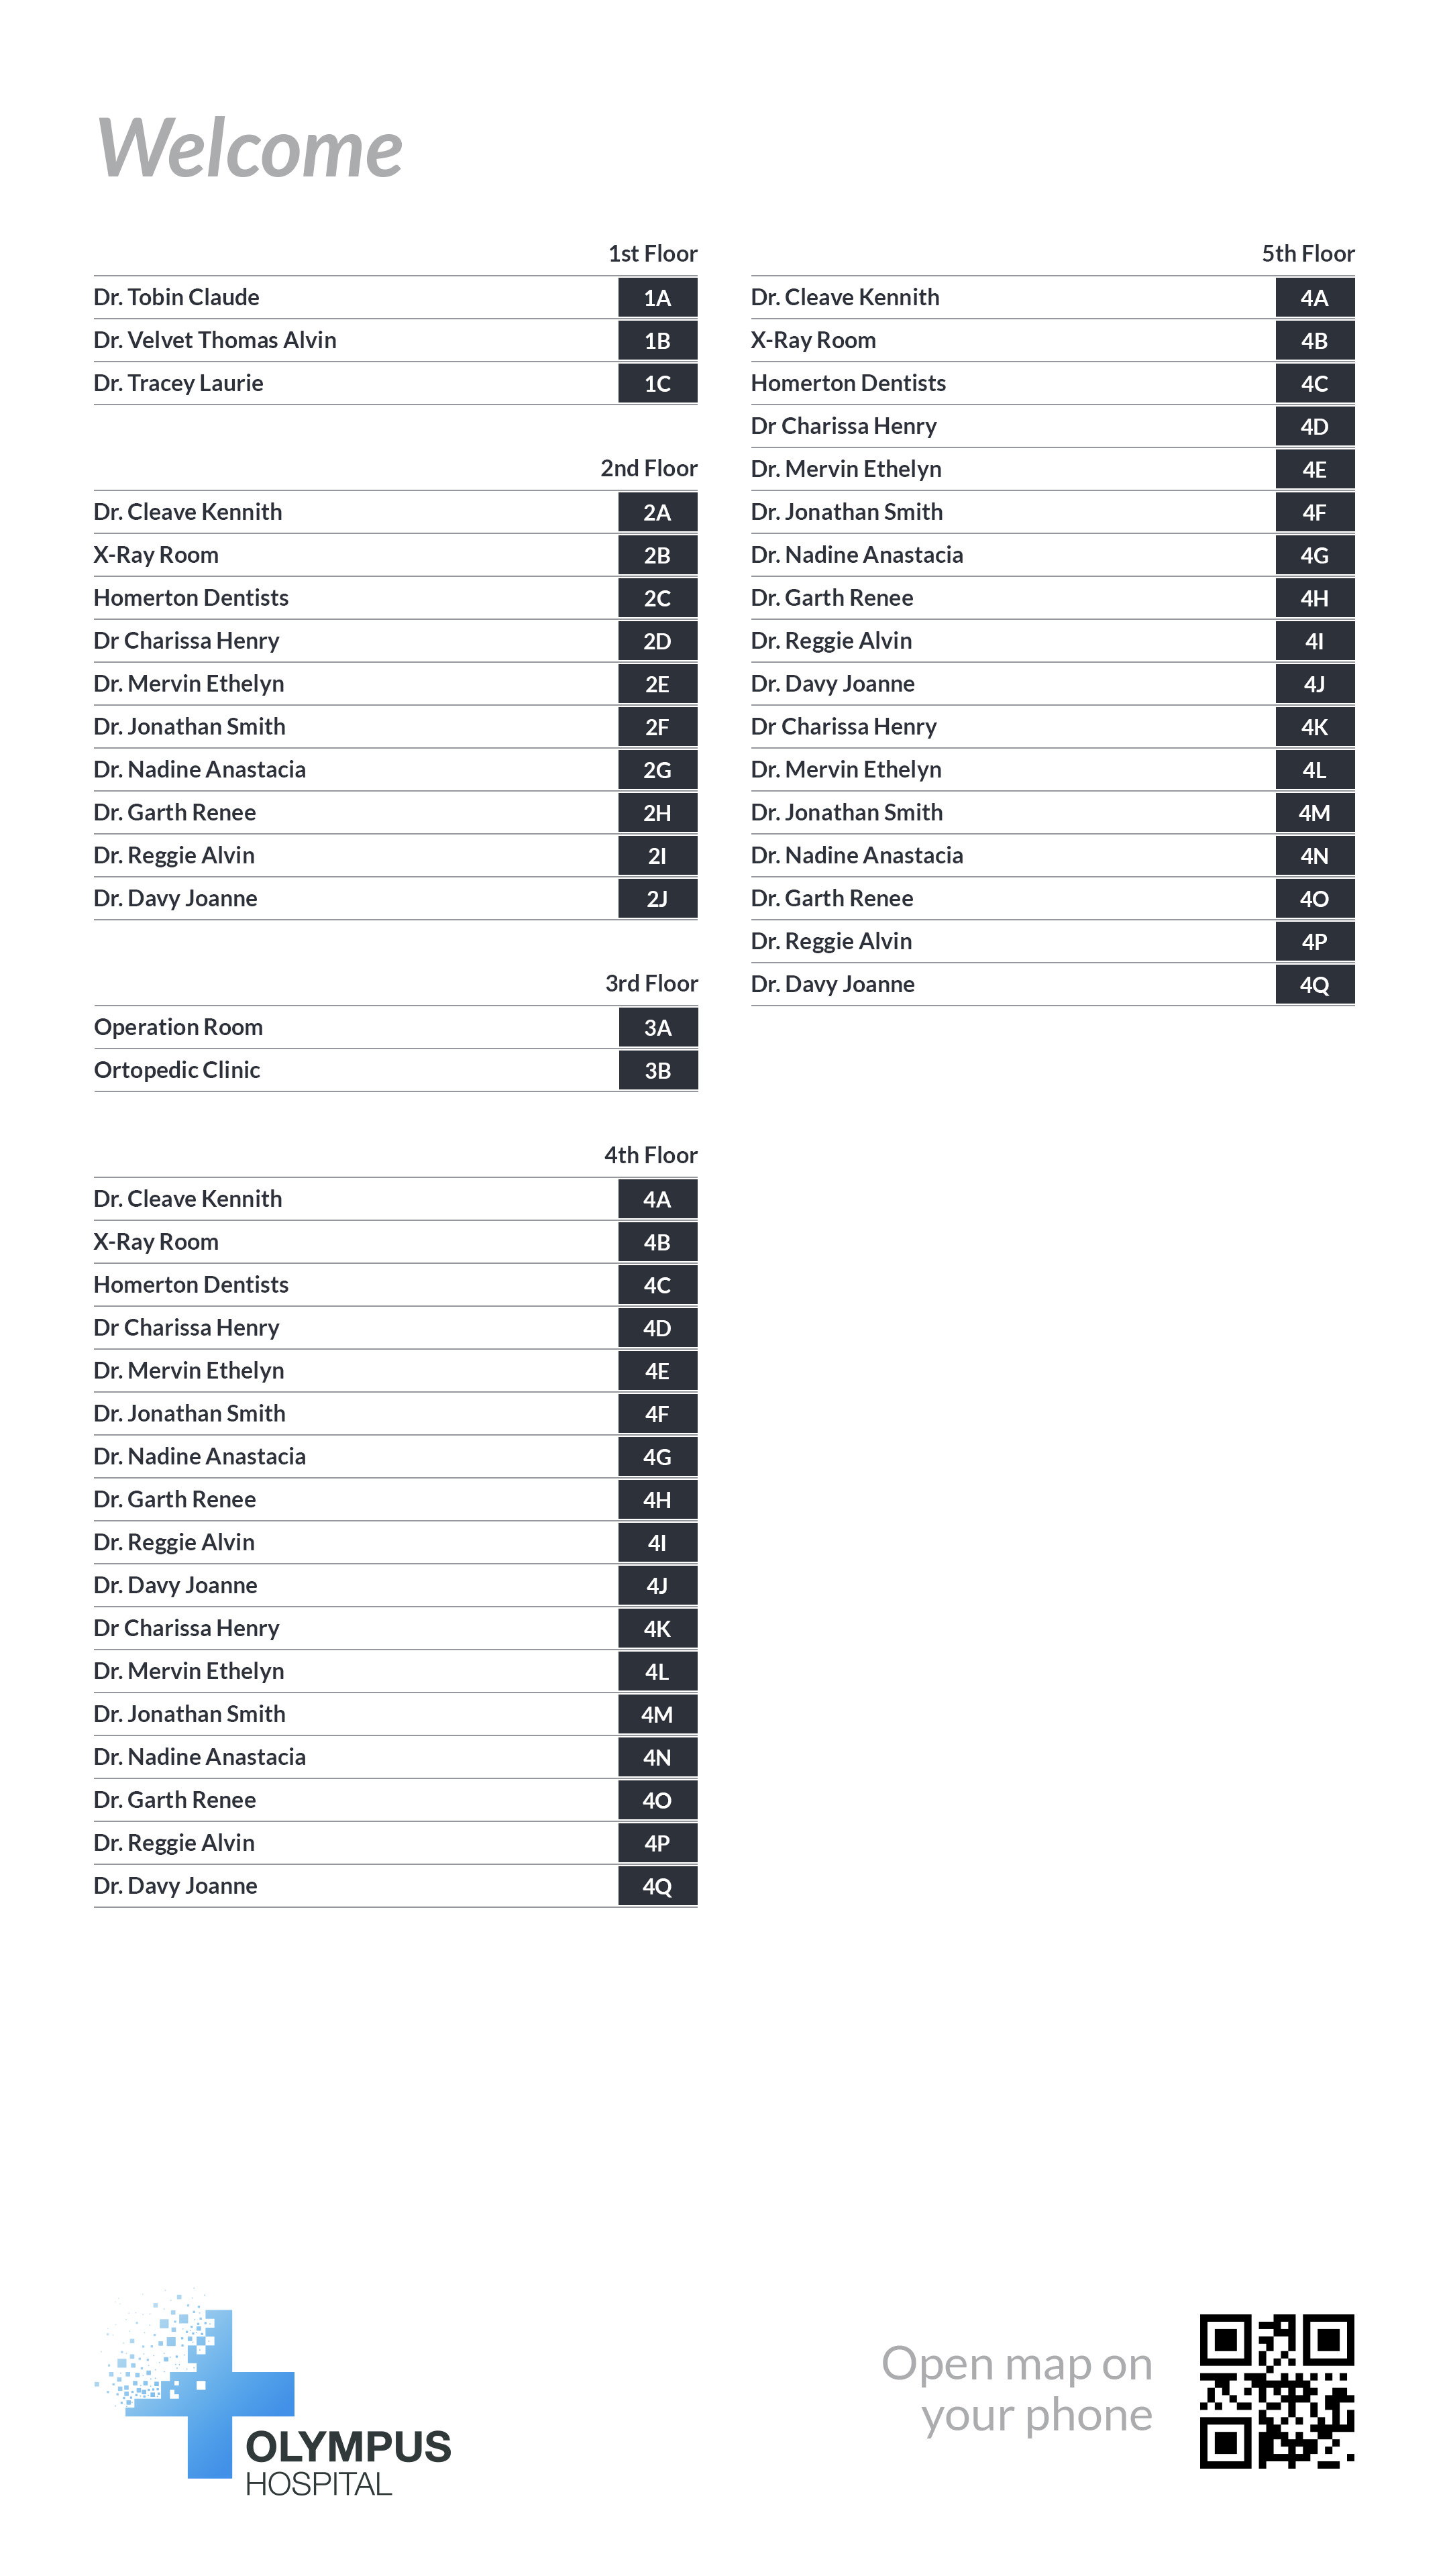 Welcome
1st Floor
Dr. Tobin Claude 1A
Dr. Velvet Thomas Alvin 1B
Dr. Tracey Laurie 1C
2nd Floor
Dr. Cleave Kennith 2A
X-Ray Room 2B
Homerton Dentists 2C
Dr Charissa Henry 2D
Dr. Mervin Ethelyn 2E
Dr. Jonathan Smith 2F
Dr. Nadine Anastacia 2G
Dr. Garth Renee 2H
Dr. Reggie Alvin 2I
Dr. Davy Joanne 2J
3rd Floor
Operation Room 3A
Ortopedic Clinic 3B
4th Floor
Dr. Cleave Kennith 4A
X-Ray Room 4B
Homerton Dentists 4C
Dr Charissa Henry 4D
Dr. Mervin Ethelyn 4E
Dr. Jonathan Smith 4F
Dr. Nadine Anastacia 4G
Dr. Garth Renee 4H
Dr. Reggie Alvin 4I
Dr. Davy Joanne 4J
Dr Charissa Henry 4K
Dr. Mervin Ethelyn 4L
Dr. Jonathan Smith 4M
Dr. Nadine Anastacia 4N
Dr. Garth Renee 4O
Dr. Reggie Alvin 4P
Dr. Davy Joanne 4Q
5th Floor
Dr. Cleave Kennith 4A
X-Ray Room 4B
Homerton Dentists 4C
Dr Charissa Henry 4D
Dr. Mervin Ethelyn 4E
Dr. Jonathan Smith 4F
Dr. Nadine Anastacia 4G
Dr. Garth Renee 4H
Dr. Reggie Alvin 4I
Dr. Davy Joanne 4J
Dr Charissa Henry 4K
Dr. Mervin Ethelyn 4L
Dr. Jonathan Smith 4M
Dr. Nadine Anastacia 4N
Dr. Garth Renee 4O
Dr. Reggie Alvin 4P
Dr. Davy Joanne 4Q
OLYMPUS
HOSPITAL
Open map on
your phone